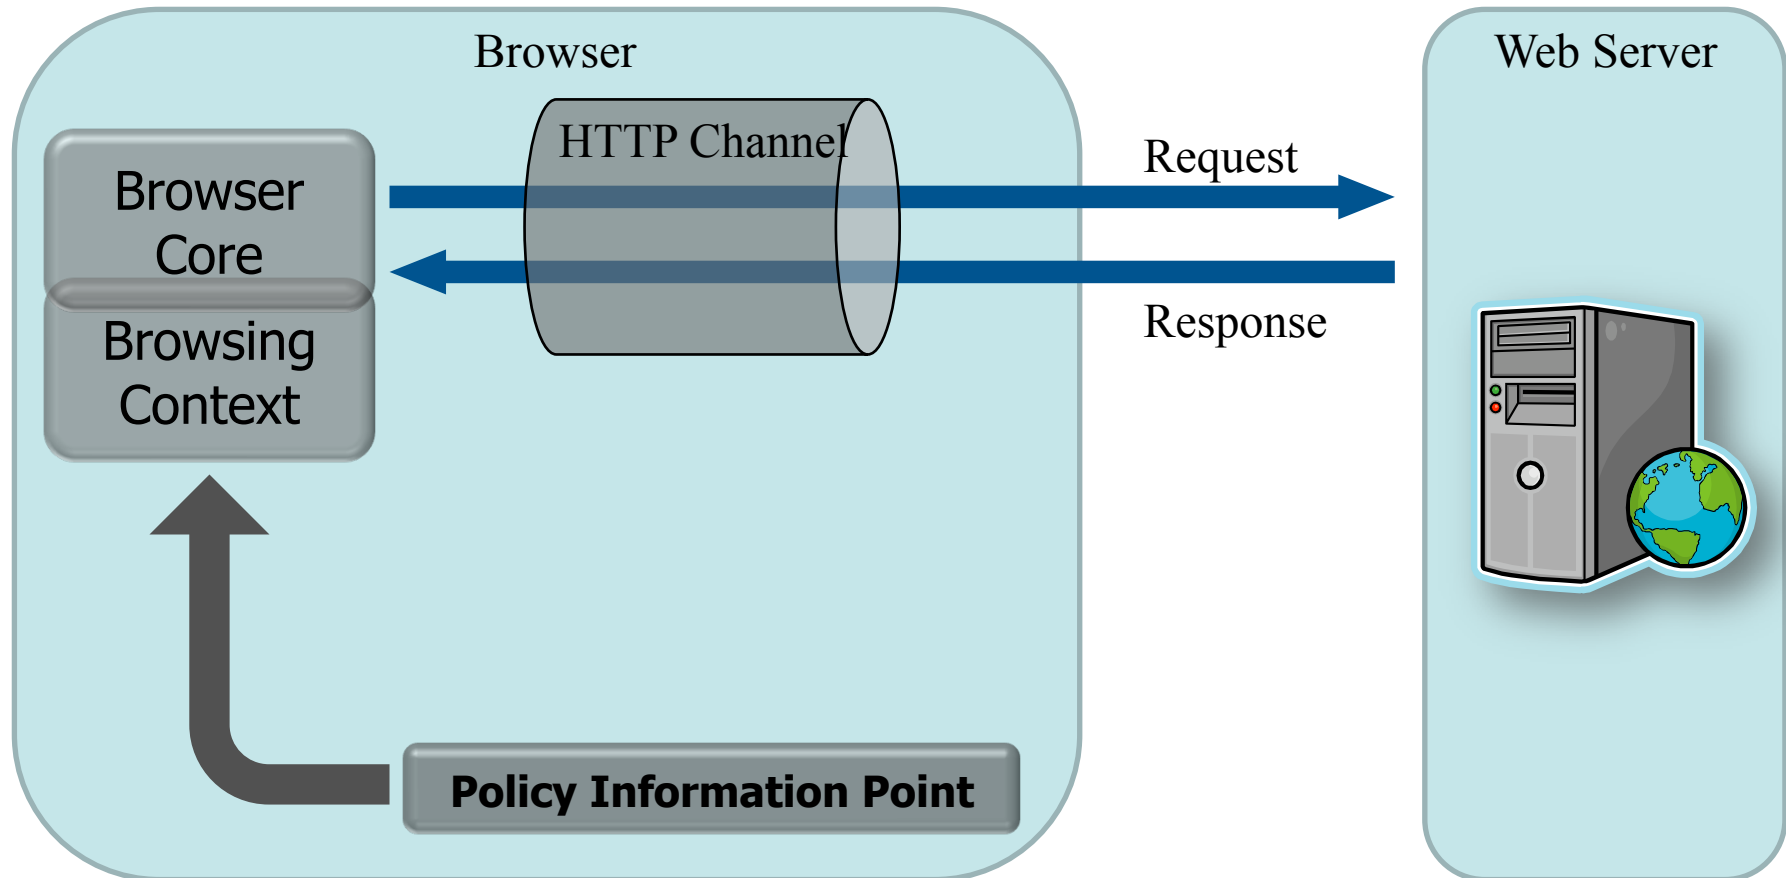 Browser
Web Server
HTTP Channel
Request
Browser
Core
Response
Browsing
Context
Policy Information Point